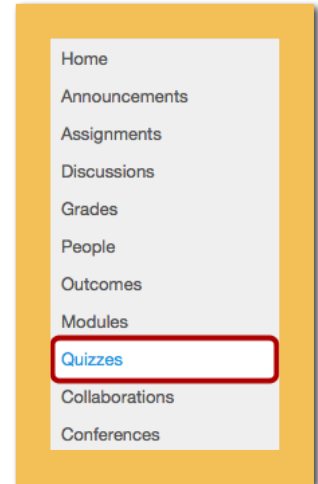 Home
Announcements
Assignments
Discussions
Grades
People
Outcomes
Modules
Quizzes
Collaborations
Conferences